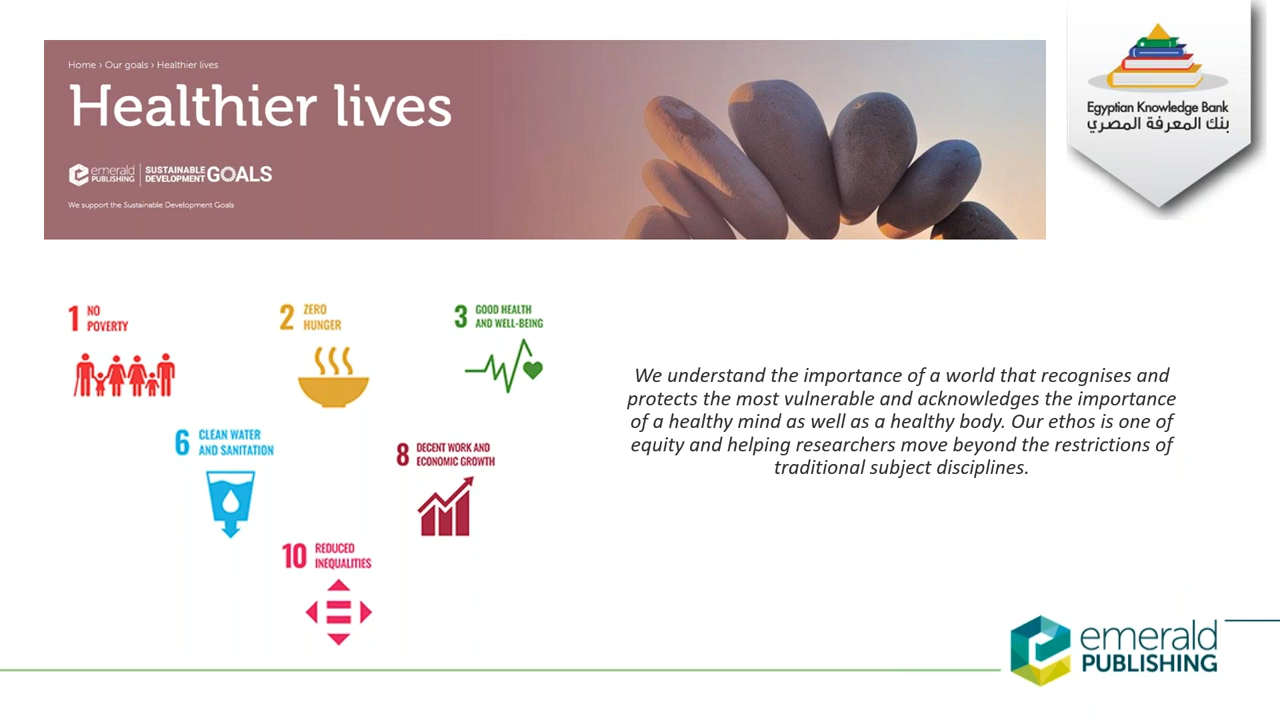 Home › Our goals › Healthier lives
Healthier lives
emerald
PUBLISHING
SUSTAINABLE
DEVELOPMENT
GOALS
We support the Sustainable Development Goals
Egyptian Knowledge Bank
بنك المعرفة المصري
1 NO
POVERTY
2 ZERO
HUNGER
3 GOOD HEALTH
AND WELL-BEING
6 CLEAN WATER
AND SANITATION
8 DECENT WORK AND
ECONOMIC GROWTH
10 REDUCED
INEQUALITIES
We understand the importance of a world that recognises and
protects the most vulnerable and acknowledges the importance
of a healthy mind as well as a healthy body. Our ethos is one of
equity and helping researchers move beyond the restrictions of
traditional subject disciplines.
emerald
PUBLISHING